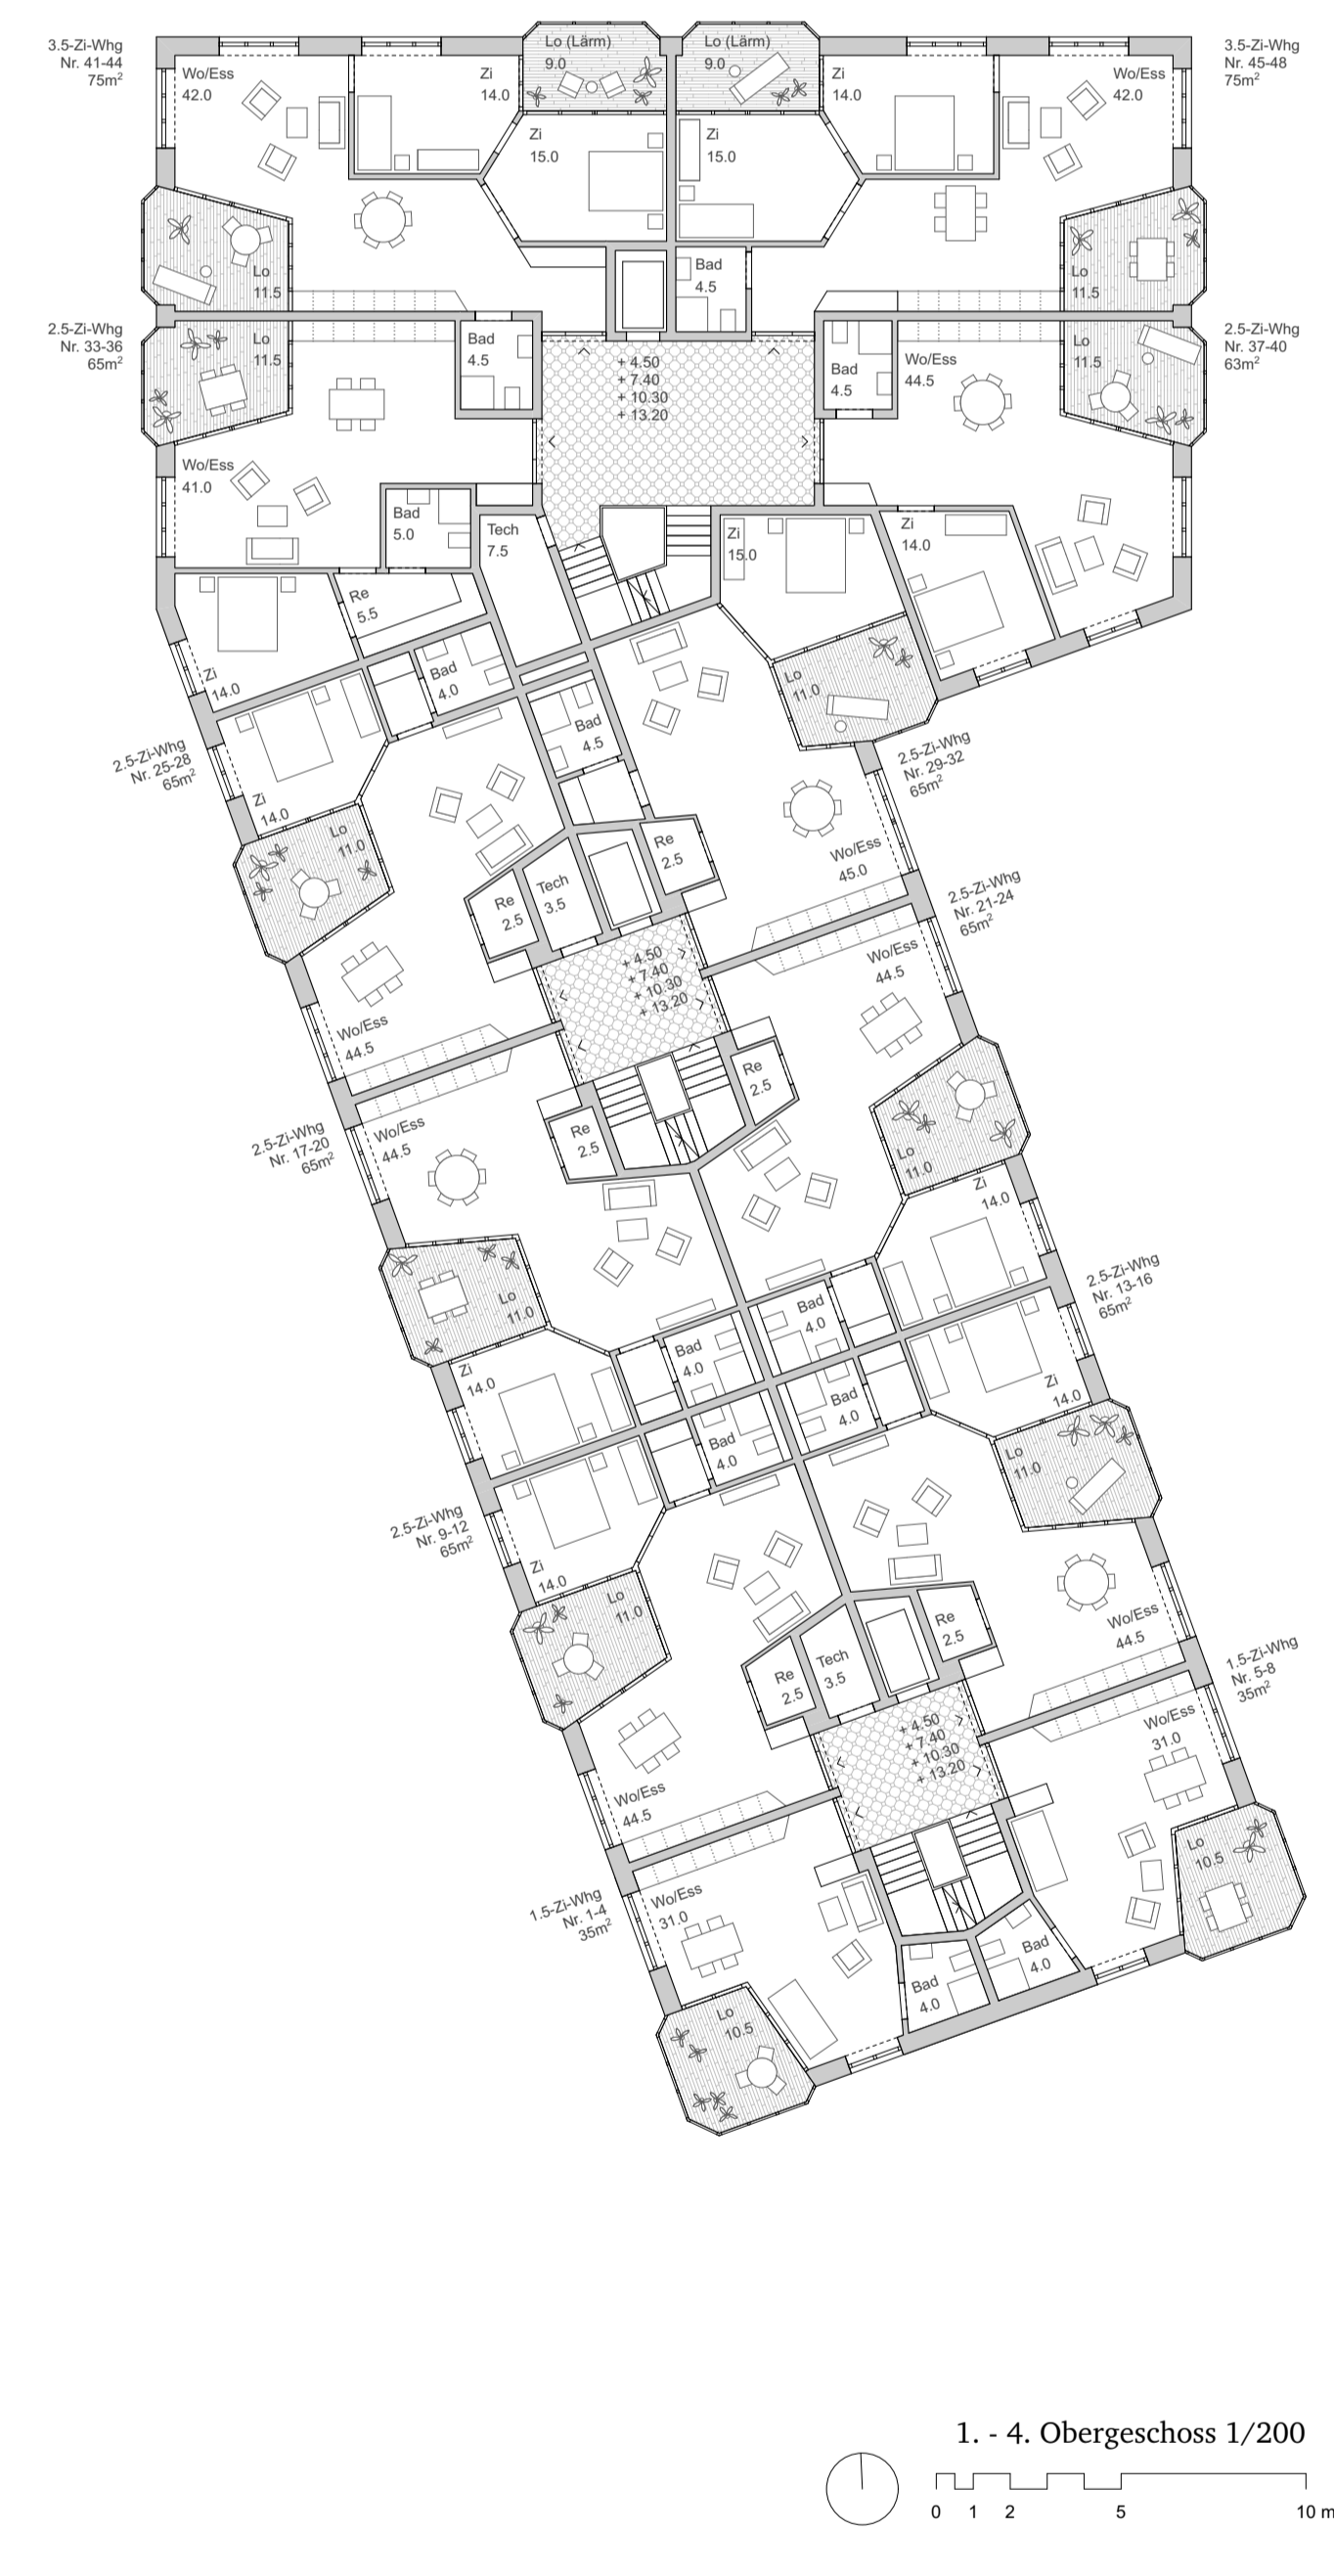 3.5-Zi-Whg
Nr. 41-44
75m²
Wo/Ess
42.0
Zi
14.0
Lo (Lärm)
9.0
Lo (Lärm)
9.0
Zi
14.0
Wo/Ess
42.0
3.5-Zi-Whg
Nr. 45-48
75m²
Zi
15.0
Zi
15.0
Lo
11.5
Bad
4.5
Lo
11.5
2.5-Zi-Whg
Nr. 33-36
65m²
Lo
11.5
Bad
4.5
+ 4.50
+ 7.40
+ 10.30
+ 13.20
Bad
4.5
Wo/Ess
44.5
Lo
11.5
2.5-Zi-Whg
Nr. 37-40
63m²
Wo/Ess
41.0
Bad
5.0
Tech
7.5
Zi
15.0
Zi
14.0
Re
5.5
Zi
14.0
Bad
4.0
Lo
11.0
2.5-Zi-Whg
Nr. 25-28
65m²
Bad
4.5
2.5-Zi-Whg
Nr. 29-32
65m²
Zi
14.0
Lo
11.0
Re
2.5
Wo/Ess
45.0
Re
2.5
Tech
3.5
2.5-Zi-Whg
Nr. 21-24
65m²
+ 4.50
+ 7.40
+ 10.30
+ 13.20
Wo/Ess
44.5
Wo/Ess
44.5
Re
2.5
2.5-Zi-Whg
Nr. 17-20
65m²
Wo/Ess
44.5
Re
2.5
Lo
11.0
Zi
14.0
Lo
11.0
Bad
4.0
2.5-Zi-Whg
Nr. 13-16
65m²
Zi
14.0
Bad
4.0
Bad
4.0
Zi
14.0
Bad
4.0
Lo
11.0
2.5-Zi-Whg
Nr. 9-12
65m²
Zi
14.0
Lo
11.0
Re
2.5
Wo/Ess
44.5
Re
2.5
Tech
3.5
1.5-Zi-Whg
Nr. 5-8
35m²
+ 4.50
+ 7.40
+ 10.30
+ 13.20
Wo/Ess
31.0
Wo/Ess
44.5
Lo
10.5
1.5-Zi-Whg
Nr. 1-4
35m²
Wo/Ess
31.0
Bad
4.0
Bad
4.0
Lo
10.5
1. - 4. Obergeschoss 1/200
0 1 2 5 10 m